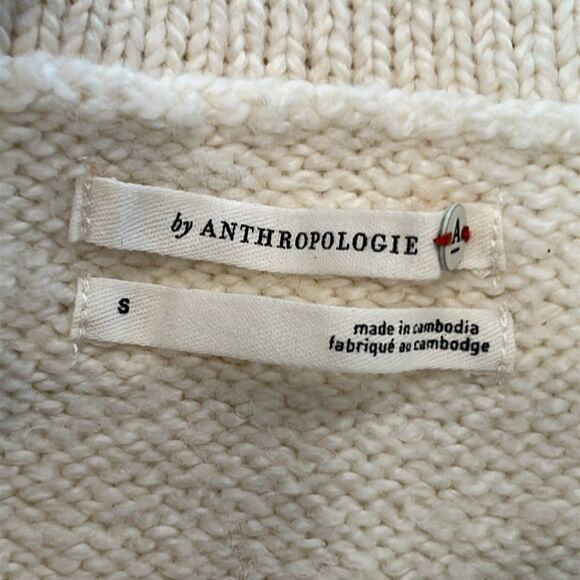 by ANTHROPOLOGIE A
S
made in cambodia
fabriqué au cambodge